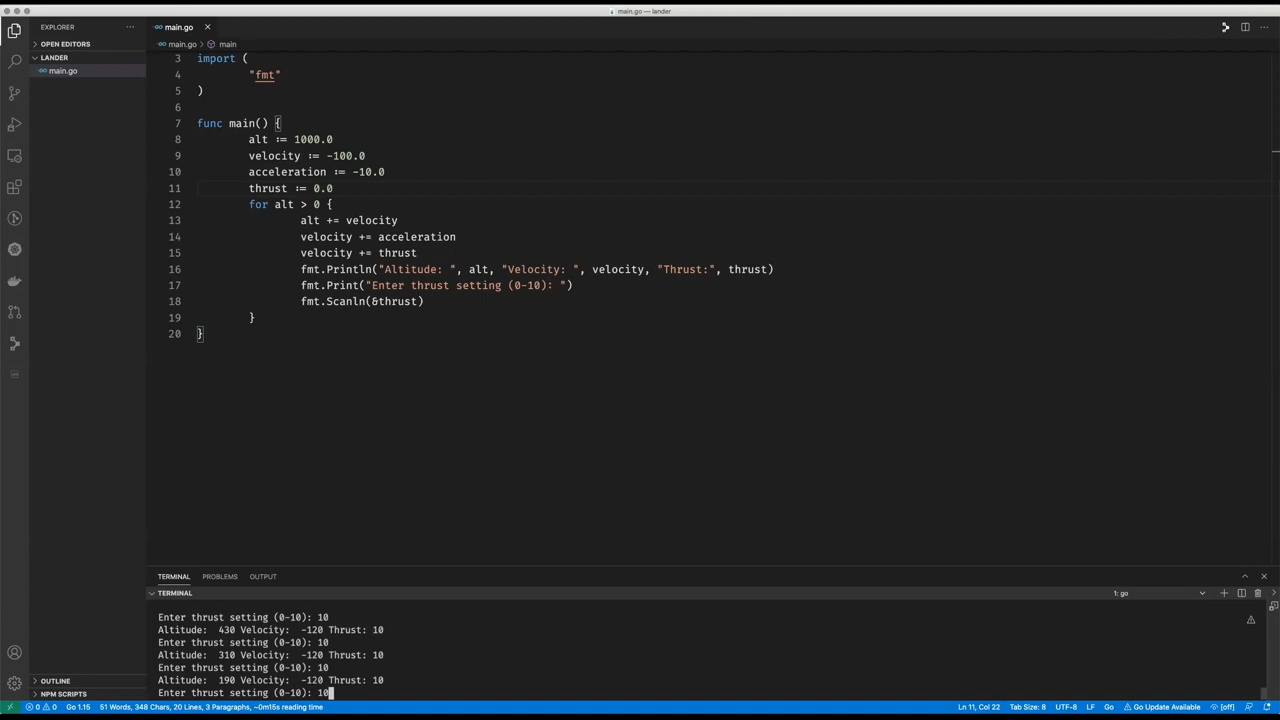 main.go — lander
EXPLORER
OPEN EDITORS
LANDER
main.go
OUTLINE
NPM SCRIPTS
main.go
main.go > main
3 import (
4 "fmt"
5 )
6
7 func main() {
8 alt := 1000.0
9 velocity := -100.0
10 acceleration := -10.0
11 thrust := 0.0
12 for alt > 0 {
13 alt += velocity
14 velocity += acceleration
15 velocity += thrust
16 fmt.Println("Altitude: ", alt, "Velocity: ", velocity, "Thrust:", thrust)
17 fmt.Print("Enter thrust setting (0-10): ")
18 fmt.Scanln(&thrust)
19 }
20 }
TERMINAL PROBLEMS OUTPUT
TERMINAL 1: go
Enter thrust setting (0-10): 10
Altitude:  430 Velocity:  -120 Thrust: 10
Enter thrust setting (0-10): 10
Altitude:  310 Velocity:  -120 Thrust: 10
Enter thrust setting (0-10): 10
Altitude:  190 Velocity:  -120 Thrust: 10
Enter thrust setting (0-10): 10
0 0 Go 1.15 51 Words, 348 Chars, 20 Lines, 3 Paragraphs, ~0m15s reading time Ln 11, Col 22 Tab Size: 8 UTF-8 LF Go Go Update Available [off]